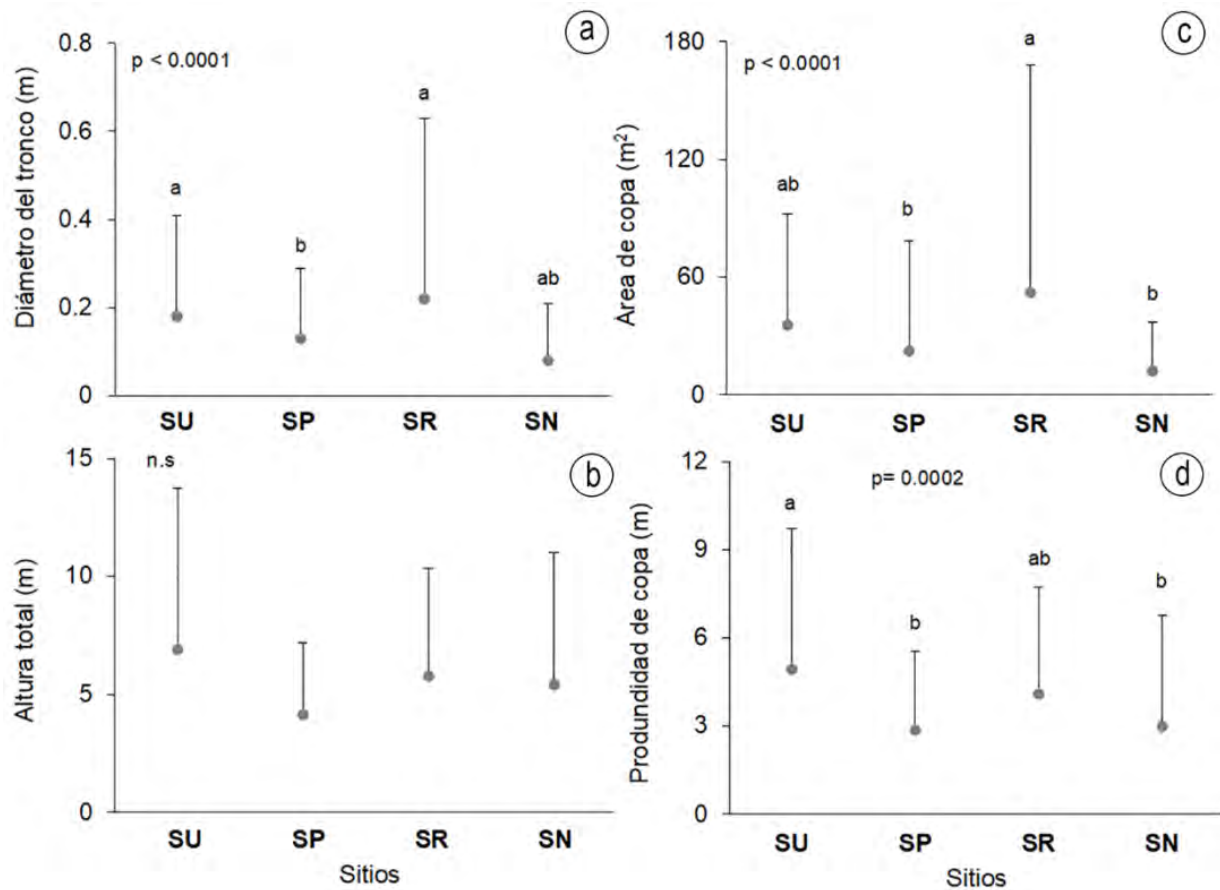 a
0.8
p < 0.0001
0.6
0.4
0.2
0
Diámetro del tronco (m)
a
b
a
ab
SU SP SR SN
c
180
p < 0.0001
120
60
0
Area de copa (m²)
ab
b
a
b
SU SP SR SN
b
15
n.s
10
5
0
Altura total (m)
SU SP SR SN
Sitios
d
12
p= 0.0002
9
6
3
0
Produndidad de copa (m)
a
b
ab
b
SU SP SR SN
Sitios